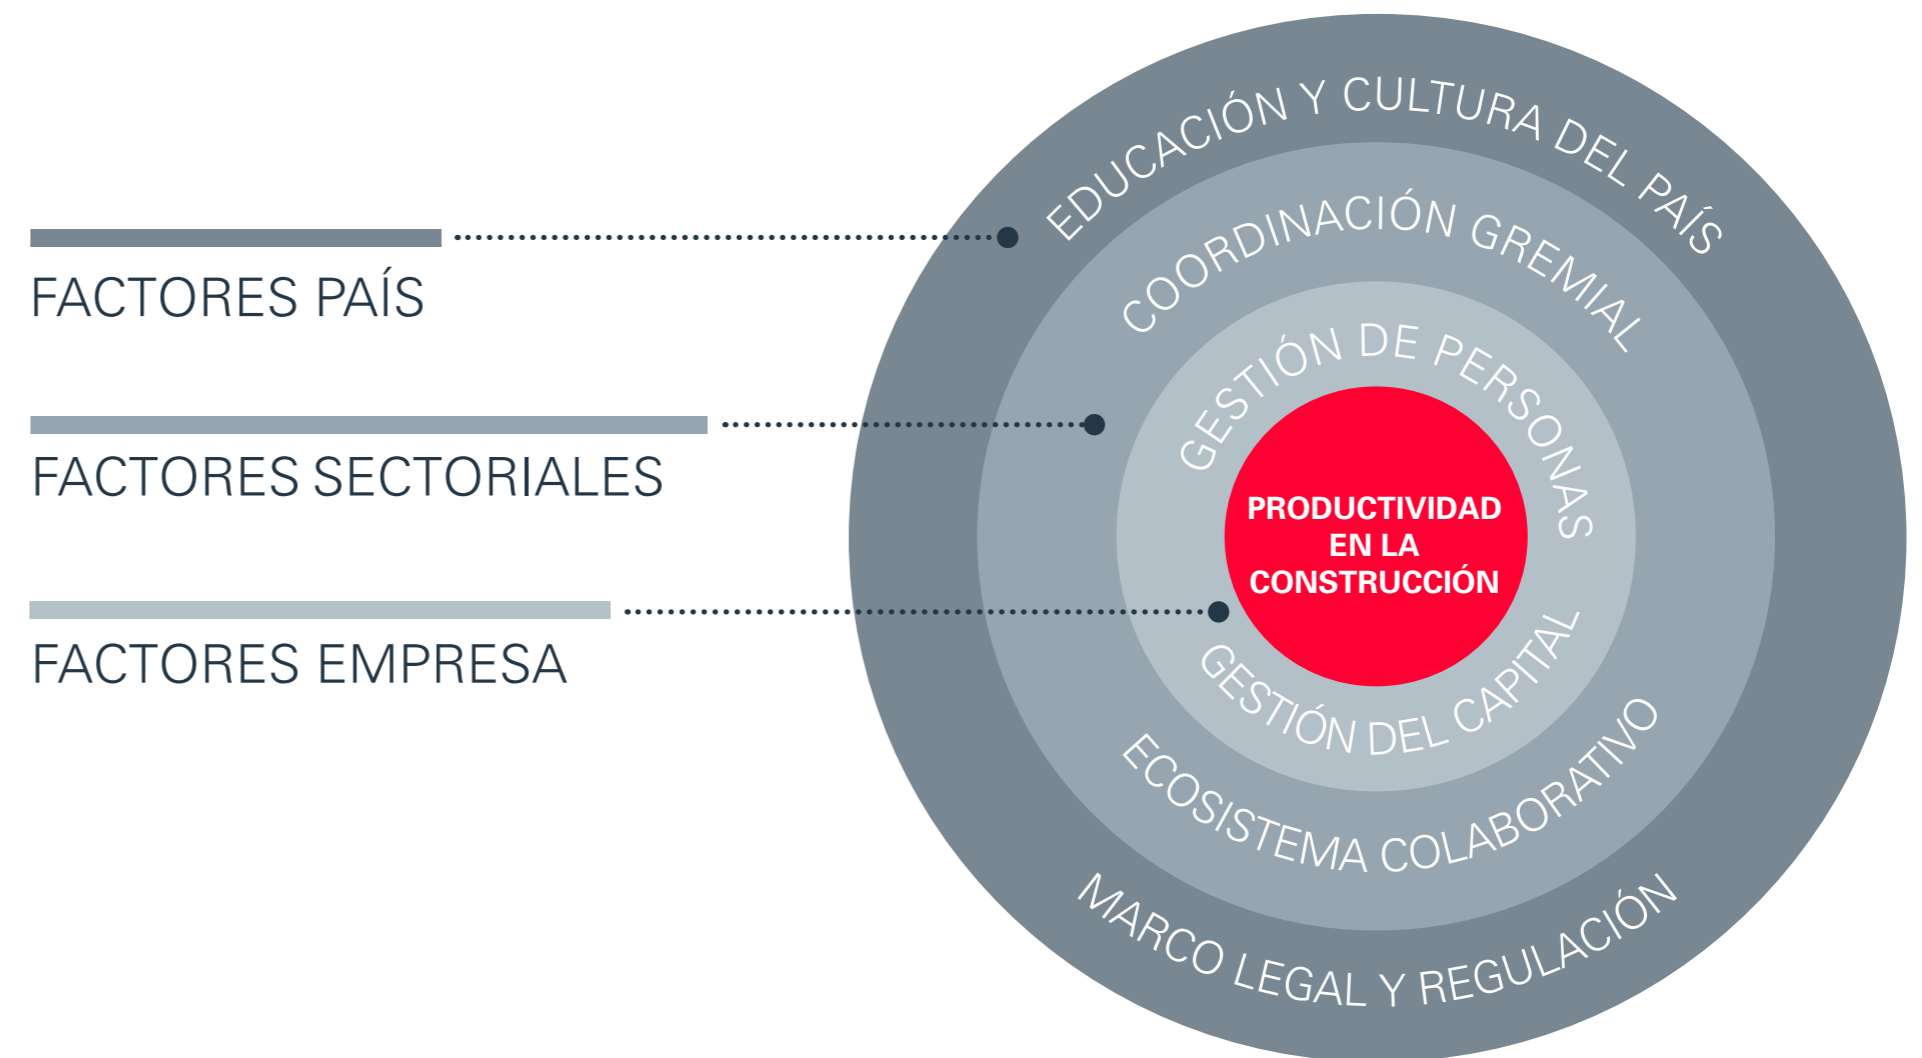 FACTORES PAÍS
FACTORES SECTORIALES
FACTORES EMPRESA
EDUCACIÓN Y CULTURA DEL PAÍS
COORDINACIÓN GREMIAL
GESTIÓN DE PERSONAS
PRODUCTIVIDAD
EN LA
CONSTRUCCIÓN
GESTIÓN DEL CAPITAL
ECOSISTEMA COLABORATIVO
MARCO LEGAL Y REGULACIÓN